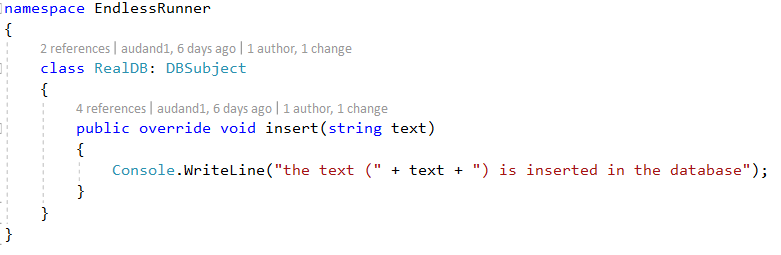 namespace EndlessRunner
{
2 references | audand1, 6 days ago | 1 author, 1 change
class RealDB: DBSubject
{
4 references | audand1, 6 days ago | 1 author, 1 change
public override void insert(string text)
{
Console.WriteLine("the text (" + text + ") is inserted in the database");
}
}
}